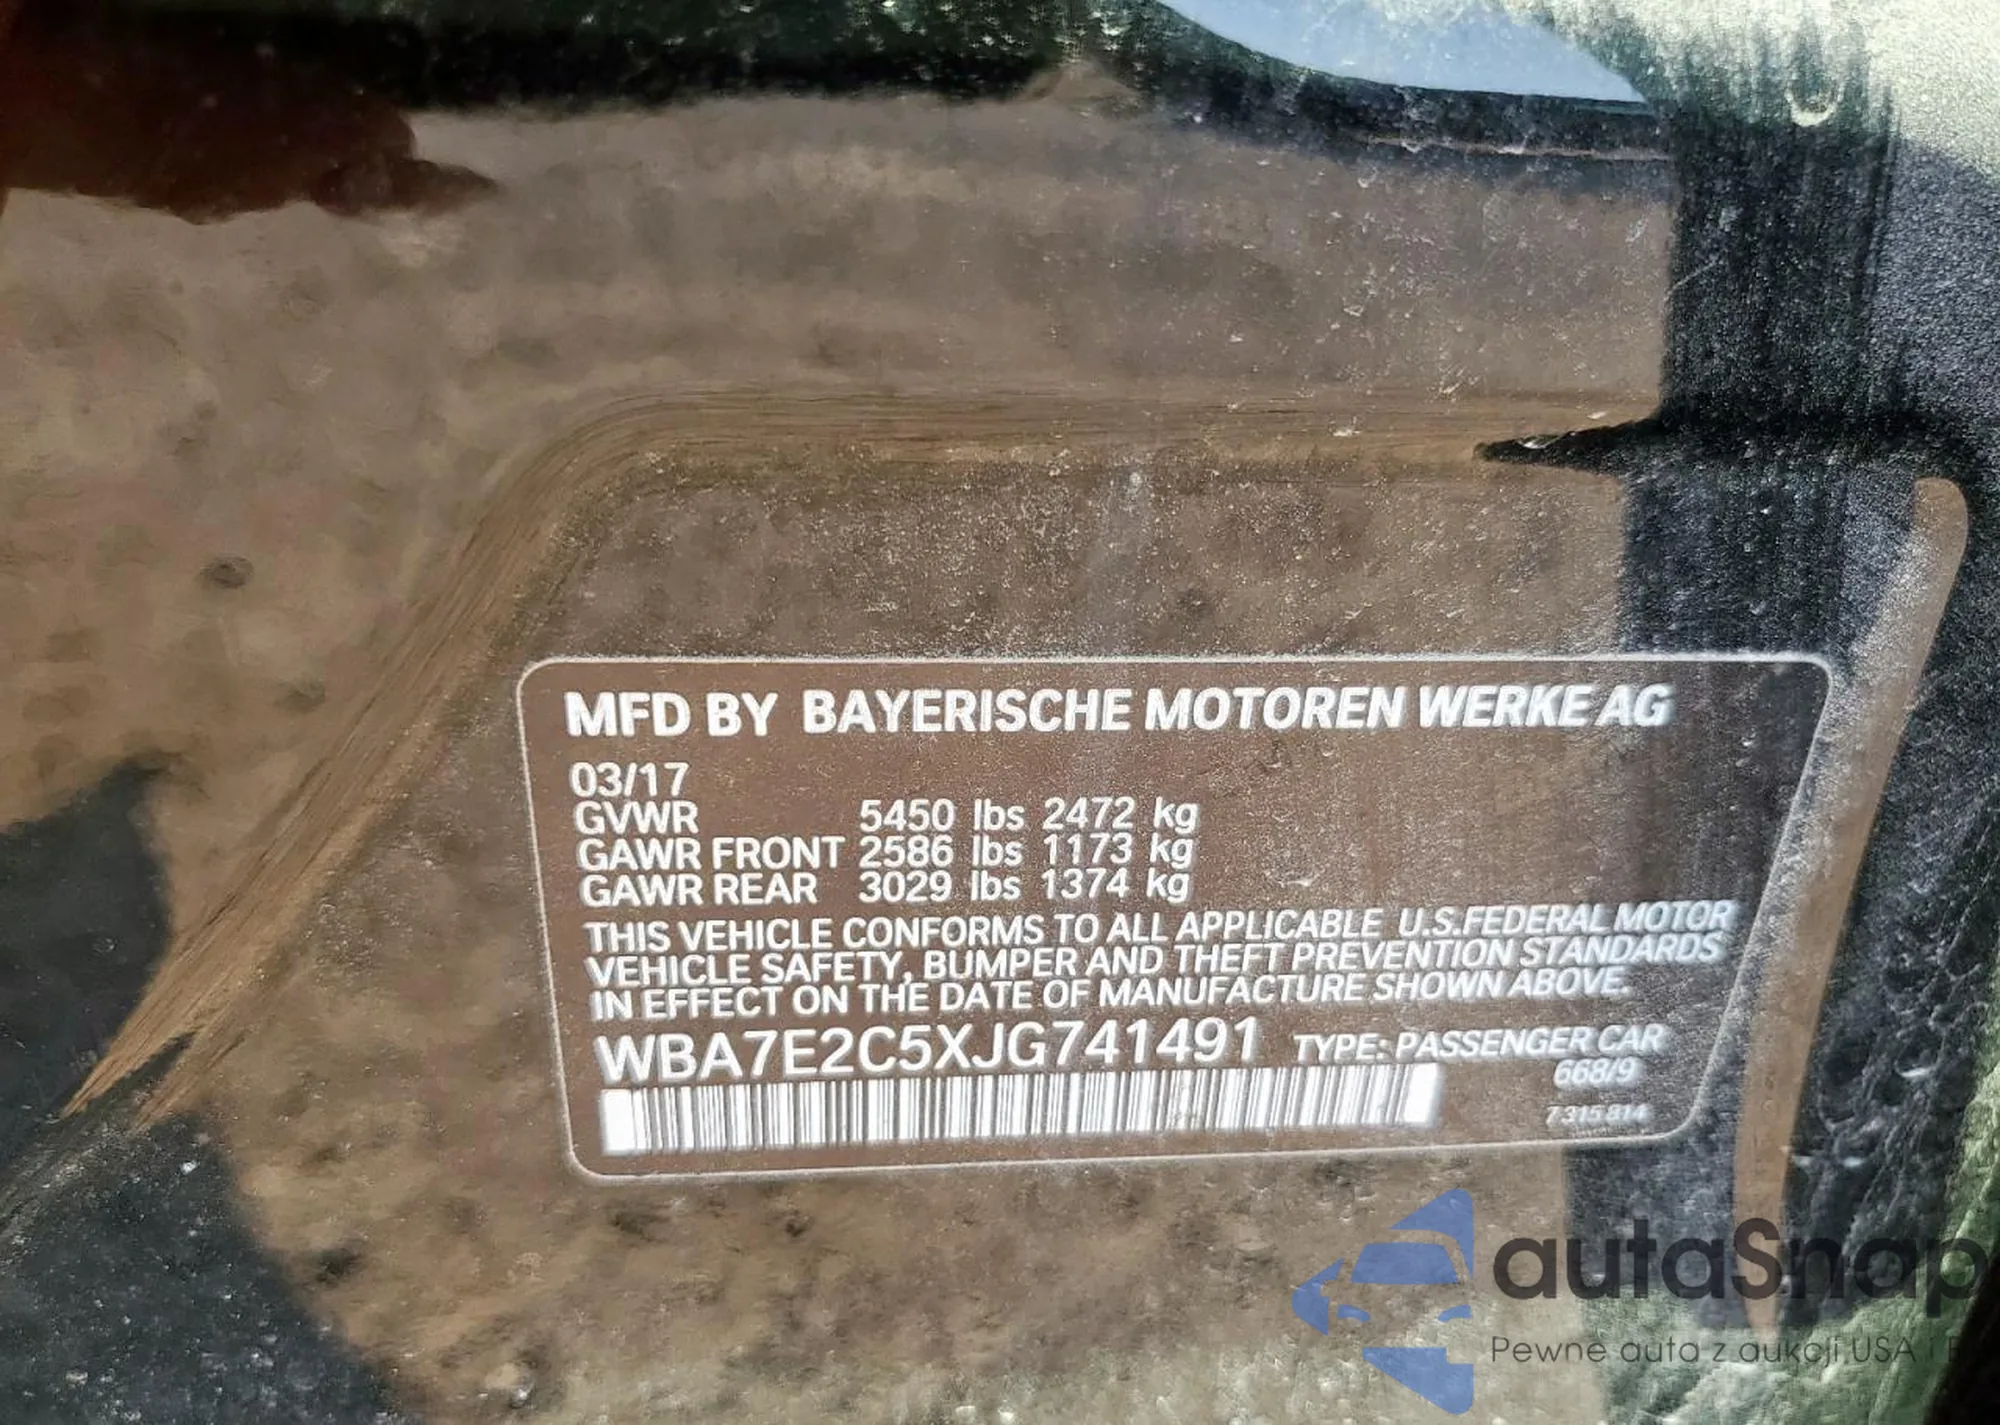 MFD BY BAYERISCHE MOTOREN WERKE AG
03/17
GVWR 5450 lbs 2472 kg
GAWR FRONT 2586 lbs 1173 kg
GAWR REAR 3029 lbs 1374 kg
THIS VEHICLE CONFORMS TO ALL APPLICABLE U.S.FEDERAL MOTOR
VEHICLE SAFETY, BUMPER AND THEFT PREVENTION STANDARDS
IN EFFECT ON THE DATE OF MANUFACTURE SHOWN ABOVE.
WBA7E2C5XJG741491 TYPE: PASSENGER CAR
668/9
7.315.814
autaSnap
Pewne auta z aukcji USA i